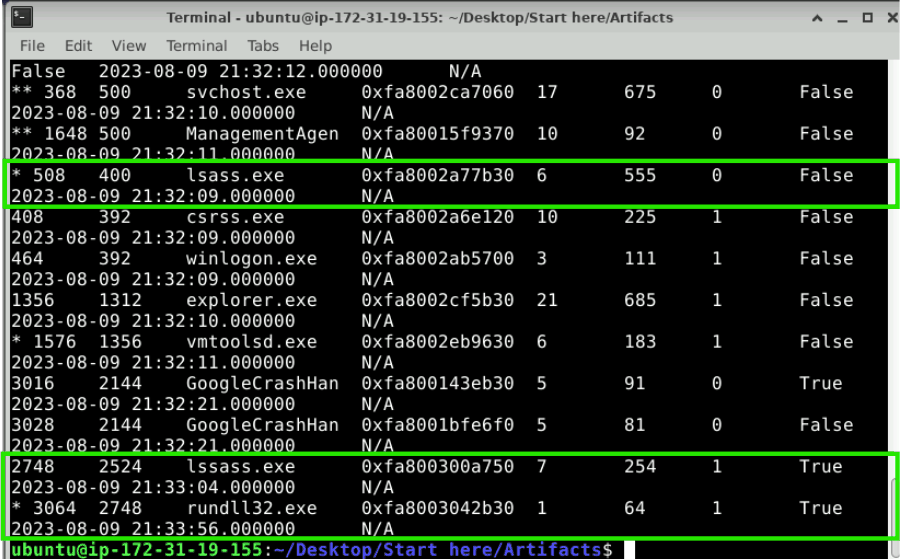 Terminal - ubuntu@ip-172-31-19-155: ~/Desktop/Start here/Artifacts
File Edit View Terminal Tabs Help
False 2023-08-09 21:32:12.000000 N/A
** 368 500 svchost.exe 0xfa8002ca7060 17 675 0 False
2023-08-09 21:32:10.000000 N/A
** 1648 500 ManagementAgen 0xfa80015f9370 10 92 0 False
2023-08-09 21:32:11.000000 N/A
* 508 400 lsass.exe 0xfa8002a77b30 6 555 0 False
2023-08-09 21:32:09.000000 N/A
408 392 csrss.exe 0xfa8002a6e120 10 225 1 False
2023-08-09 21:32:09.000000 N/A
464 392 winlogon.exe 0xfa8002ab5700 3 111 1 False
2023-08-09 21:32:09.000000 N/A
1356 1312 explorer.exe 0xfa8002cf5b30 21 685 1 False
2023-08-09 21:32:10.000000 N/A
* 1576 1356 vmtoolsd.exe 0xfa8002eb9630 6 183 1 False
2023-08-09 21:32:11.000000 N/A
3016 2144 GoogleCrashHan 0xfa800143eb30 5 91 0 True
2023-08-09 21:32:21.000000 N/A
3028 2144 GoogleCrashHan 0xfa8001bfe6f0 5 81 0 False
2023-08-09 21:32:21.000000 N/A
2748 2524 lssass.exe 0xfa800300a750 7 254 1 True
2023-08-09 21:33:04.000000 N/A
* 3064 2748 rundll32.exe 0xfa8003042b30 1 64 1 True
2023-08-09 21:33:56.000000 N/A
ubuntu@ip-172-31-19-155:~/Desktop/Start here/Artifacts$